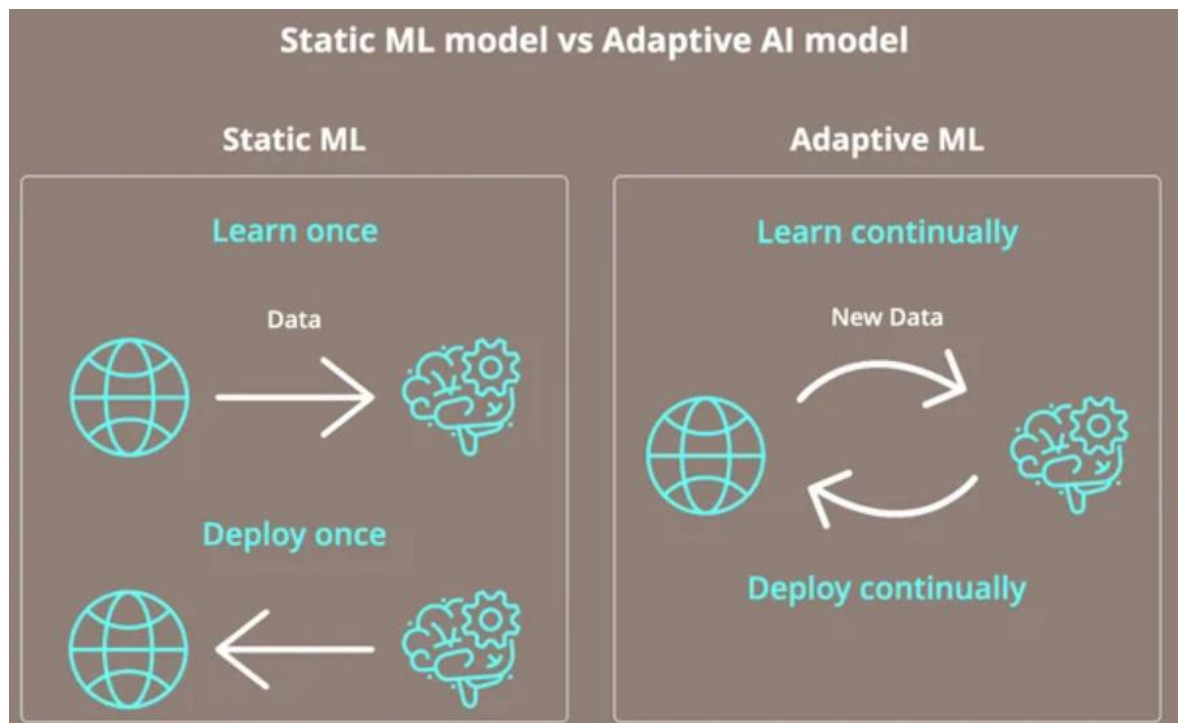 Static ML model vs Adaptive AI model
Static ML
Learn once
Data
Deploy once
Adaptive ML
Learn continually
New Data
Deploy continually